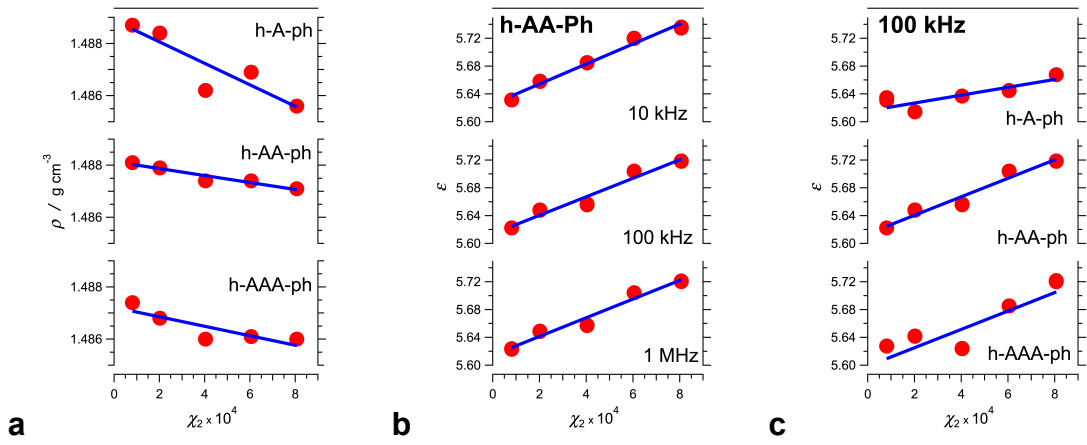 h-A-ph
1.488
1.486
h-AA-ph
1.488
1.486
h-AAA-ph
1.488
1.486
ρ / g cm⁻³
0 2 4 6 8
χ₂ × 10⁴
a
h-AA-Ph
5.72
5.68
5.64
5.60
10 kHz
5.72
5.68
5.64
5.60
100 kHz
5.72
5.68
5.64
5.60
1 MHz
ε
0 2 4 6 8
χ₂ × 10⁴
b
100 kHz
5.72
5.68
5.64
5.60
h-A-ph
5.72
5.68
5.64
5.60
h-AA-ph
5.72
5.68
5.64
5.60
h-AAA-ph
ε
0 2 4 6 8
χ₂ × 10⁴
c